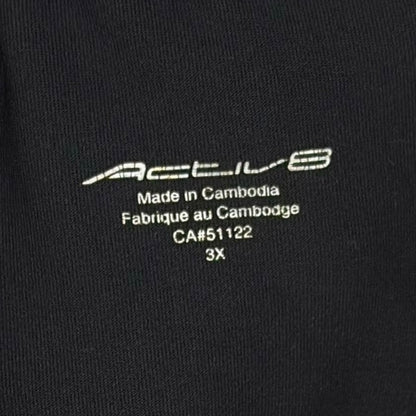 Activ8
Made in Cambodia
Fabrique au Cambodge
CA#51122
3X